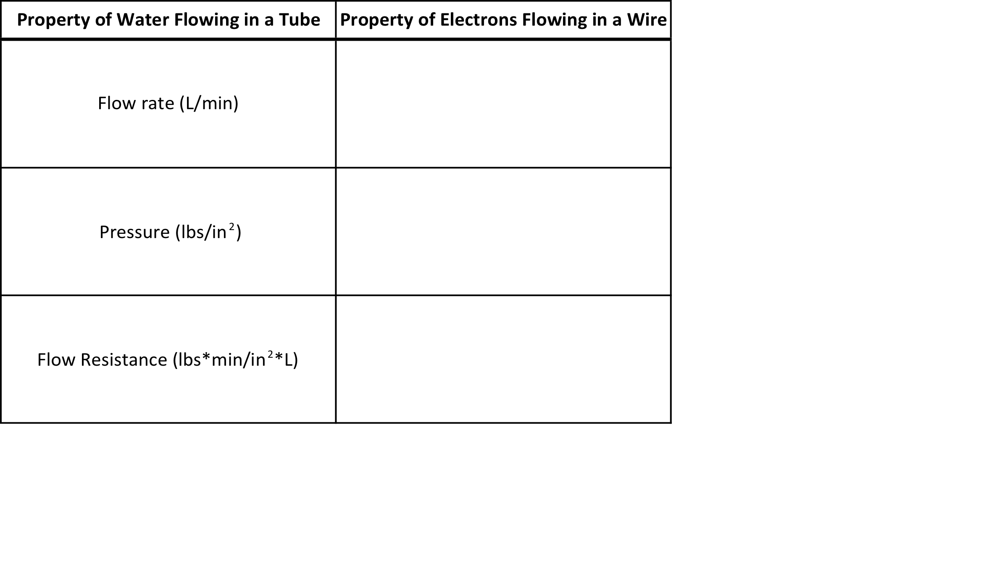 Property of Water Flowing in a Tube
Property of Electrons Flowing in a Wire
Flow rate (L/min)
Pressure (lbs/in²)
Flow Resistance (lbs*min/in²*L)